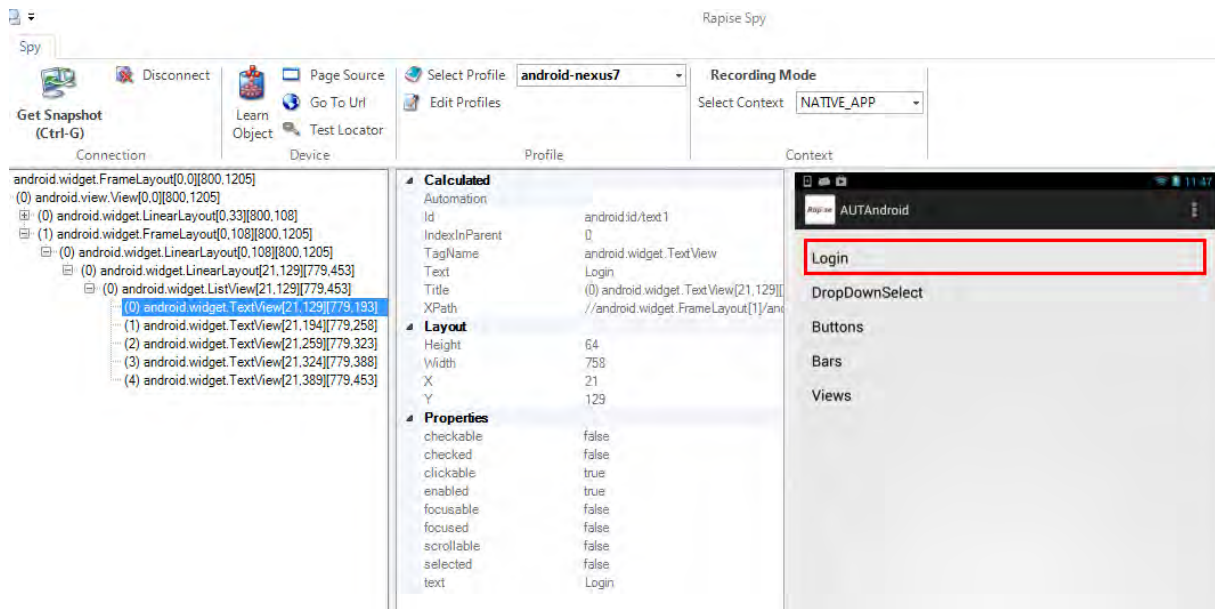 Rapise Spy
Spy
Get Snapshot
(Ctrl-G)
Disconnect
Connection
Learn
Object
Page Source
Go To Url
Test Locator
Device
Select Profile android-nexus7
Edit Profiles
Profile
Recording Mode
Select Context NATIVE_APP
Context
android.widget.FrameLayout[0,0][800,1205]
(0) android.view.View[0,0][800,1205]
(0) android.widget.LinearLayout[0,33][800,108]
(1) android.widget.FrameLayout[0,108][800,1205]
(0) android.widget.LinearLayout[0,108][800,1205]
(0) android.widget.LinearLayout[21,129][779,453]
(0) android.widget.ListView[21,129][779,453]
(0) android.widget.TextView[21,129][779,193]
(1) android.widget.TextView[21,194][779,258]
(2) android.widget.TextView[21,259][779,323]
(3) android.widget.TextView[21,324][779,388]
(4) android.widget.TextView[21,389][779,453]
Calculated
Automation
Id android:id/text1
IndexInParent 0
TagName android.widget.TextView
Text Login
Title (0) android.widget.TextView[21,129][
XPath //android.widget.FrameLayout[1]/and
Layout
Height 64
Width 758
X 21
Y 129
Properties
checkable false
checked false
clickable true
enabled true
focusable false
focused false
scrollable false
selected false
text Login
11:47
Rapise AUTAndroid
Login
DropDownSelect
Buttons
Bars
Views